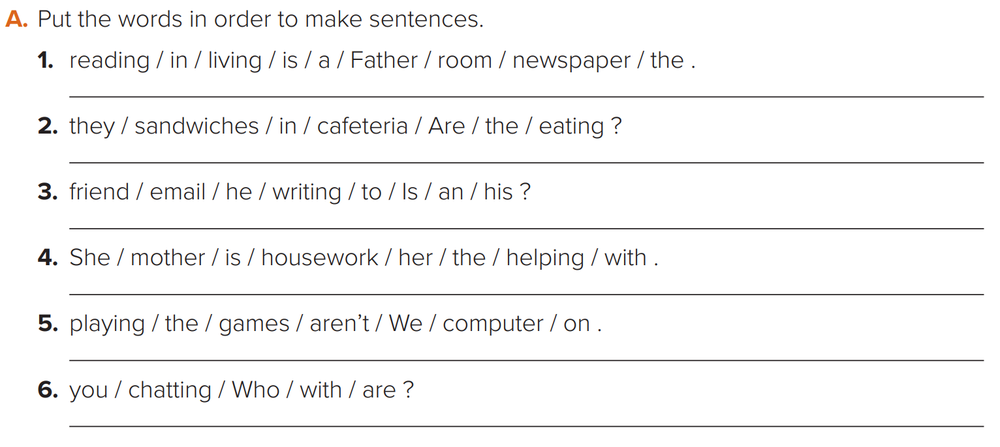 A. Put the words in order to make sentences.
1. reading / in / living / is / a / Father / room / newspaper / the .
2. they / sandwiches / in / cafeteria / Are / the / eating ?
3. friend / email / he / writing / to / Is / an / his ?
4. She / mother / is / housework / her / the / helping / with .
5. playing / the / games / aren’t / We / computer / on .
6. you / chatting / Who / with / are ?